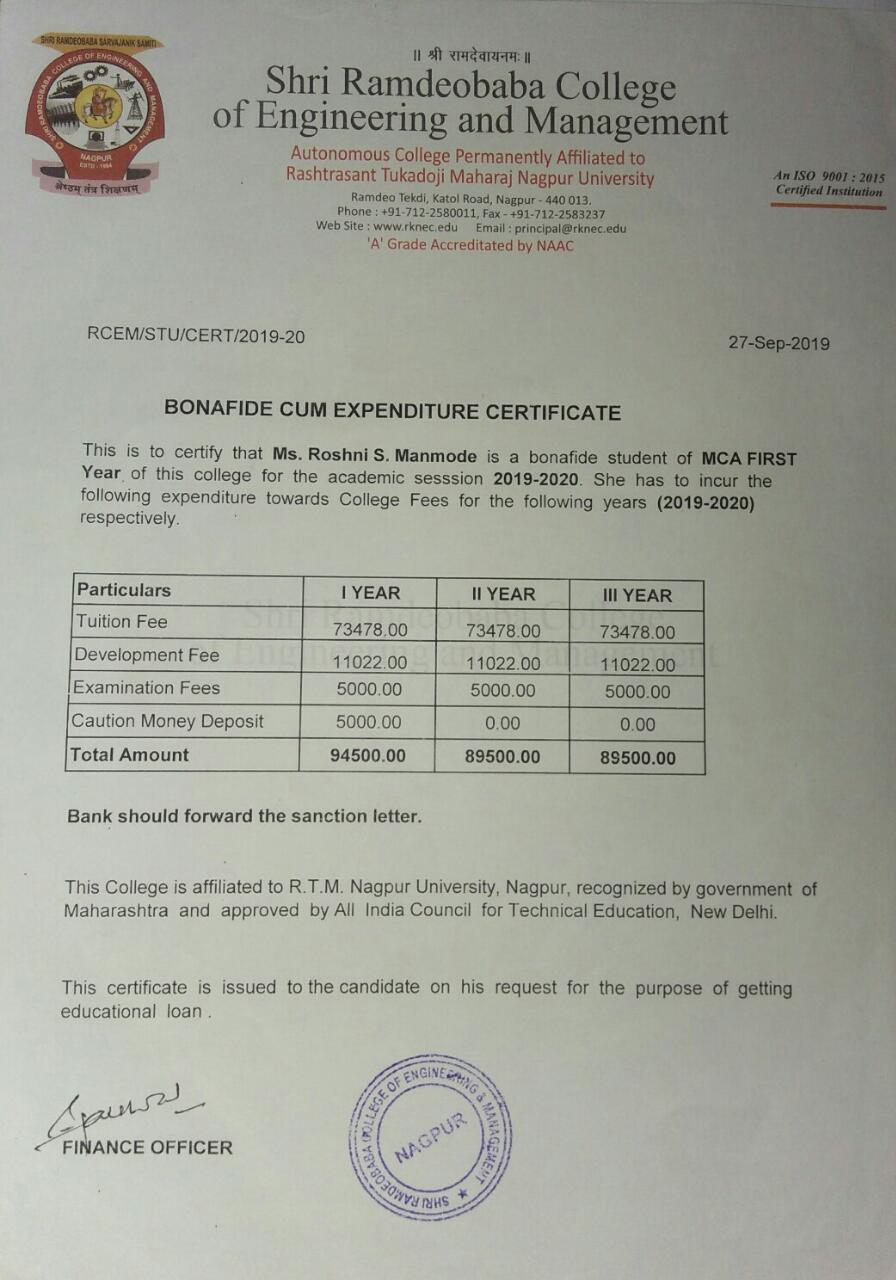 SHRI RAMDEOBABA SARVAJANIK SAMITI
SHRI RAMDEOBABA COLLEGE OF ENGINEERING AND MANAGEMENT
NAGPUR
ESTD - 1984
श्रेष्ठम् तंत्र शिक्षणम्
॥ श्री रामदेवायनमः॥
Shri Ramdeobaba College
of Engineering and Management
Autonomous College Permanently Affiliated to
Rashtrasant Tukadoji Maharaj Nagpur University
Ramdeo Tekdi, Katol Road, Nagpur - 440 013.
Phone : +91-712-2580011, Fax - +91-712-2583237
Web Site : www.rknec.edu Email : principal@rknec.edu
'A' Grade Accreditated by NAAC
An ISO 9001 : 2015
Certified Institution
RCEM/STU/CERT/2019-20
27-Sep-2019
BONAFIDE CUM EXPENDITURE CERTIFICATE
This is to certify that Ms. Roshni S. Manmode is a bonafide student of MCA FIRST
Year of this college for the academic sesssion 2019-2020. She has to incur the
following expenditure towards College Fees for the following years (2019-2020)
respectively.
Particulars I YEAR II YEAR III YEAR
Tuition Fee 73478.00 73478.00 73478.00
Development Fee 11022.00 11022.00 11022.00
Examination Fees 5000.00 5000.00 5000.00
Caution Money Deposit 5000.00 0.00 0.00
Total Amount 94500.00 89500.00 89500.00
Shri Ramdeobaba College
of Engineering and Management
Bank should forward the sanction letter.
This College is affiliated to R.T.M. Nagpur University, Nagpur, recognized by government of
Maharashtra and approved by All India Council for Technical Education, New Delhi.
This certificate is issued to the candidate on his request for the purpose of getting
educational loan .
FINANCE OFFICER
SHRI RAMDEOBABA COLLEGE OF ENGINEERING & MANAGEMENT
NAGPUR